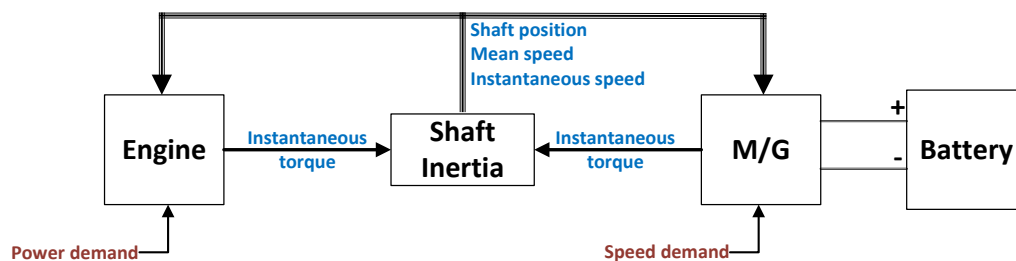 Shaft position
Mean speed
Instantaneous speed
Engine
Instantaneous
torque
Shaft
Inertia
Instantaneous
torque
M/G
+
-
Battery
Power demand
Speed demand